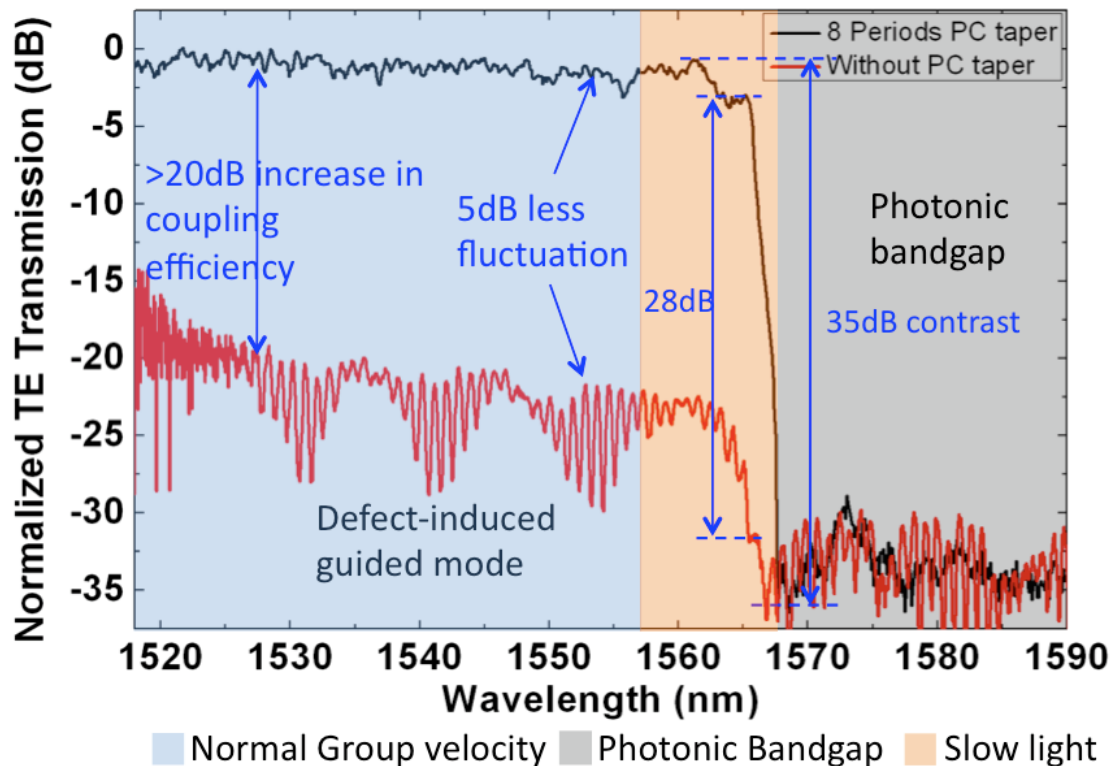 8 Periods PC taper
Without PC taper
Normalized TE Transmission (dB)
0
-5
-10
-15
-20
-25
-30
-35
>20dB increase in
coupling
efficiency
5dB less
fluctuation
28dB
Photonic
bandgap
35dB contrast
Defect-induced
guided mode
1520 1530 1540 1550 1560 1570 1580 1590
Wavelength (nm)
Normal Group velocity Photonic Bandgap Slow light